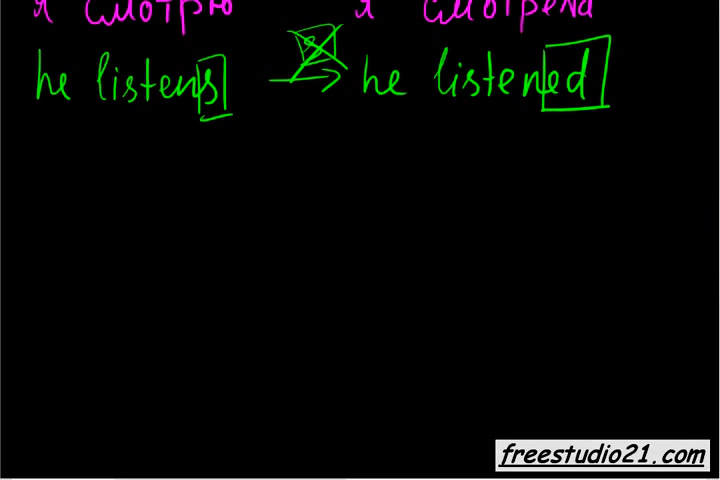 я смотрю я смотрела
he listens he listened
freestudio21.com